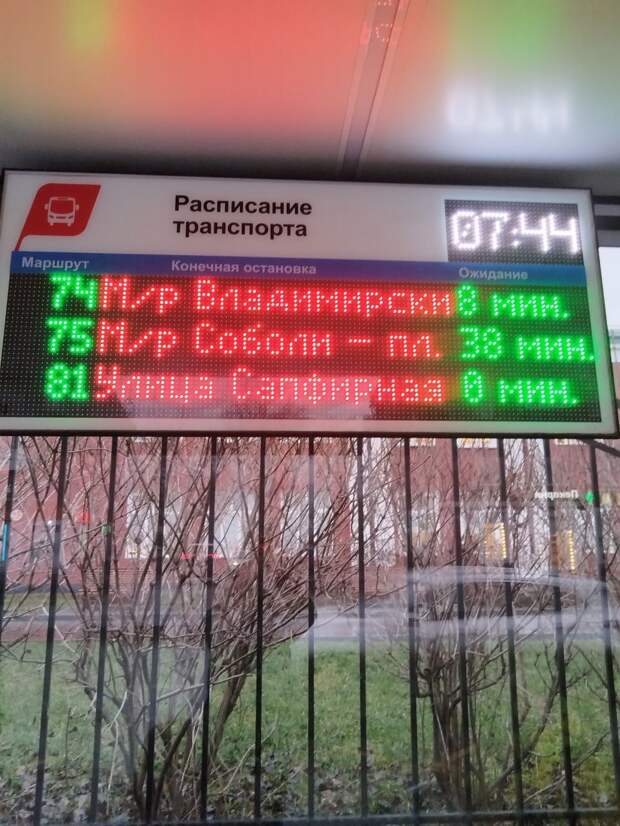 Расписание
транспорта
07:44
Маршрут Конечная остановка Ожидание
74 М/р Владимирски 8 мин.
75 М/р Соболи – пл. 38 мин.
81 Улица Сапфирная 0 мин.